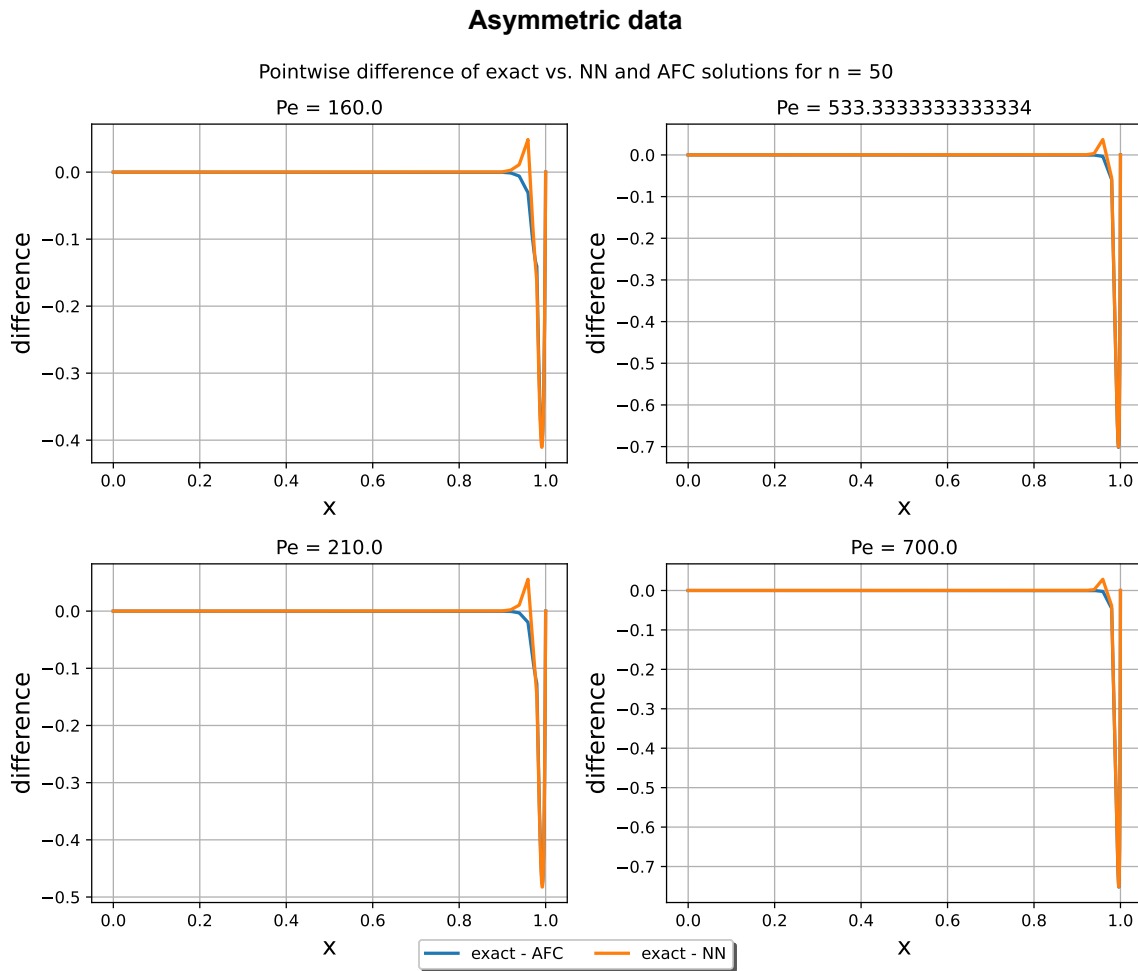 Asymmetric data
Pointwise difference of exact vs. NN and AFC solutions for n = 50
Pe = 160.0
0.0
−0.1
−0.2
−0.3
−0.4
difference
0.0 0.2 0.4 0.6 0.8 1.0
x
Pe = 533.3333333333334
0.0
−0.1
−0.2
−0.3
−0.4
−0.5
−0.6
−0.7
difference
0.0 0.2 0.4 0.6 0.8 1.0
x
Pe = 210.0
0.0
−0.1
−0.2
−0.3
−0.4
−0.5
difference
0.0 0.2 0.4 0.6 0.8 1.0
x
Pe = 700.0
0.0
−0.1
−0.2
−0.3
−0.4
−0.5
−0.6
−0.7
difference
0.0 0.2 0.4 0.6 0.8 1.0
x
exact - AFC exact - NN